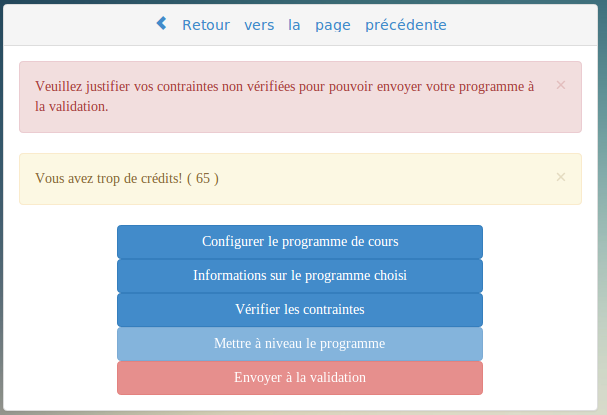 Retour vers la page précédente
Veuillez justifier vos contraintes non vérifiées pour pouvoir envoyer votre programme à
la validation.
×
Vous avez trop de crédits! ( 65 )
×
Configurer le programme de cours
Informations sur le programme choisi
Vérifier les contraintes
Mettre à niveau le programme
Envoyer à la validation